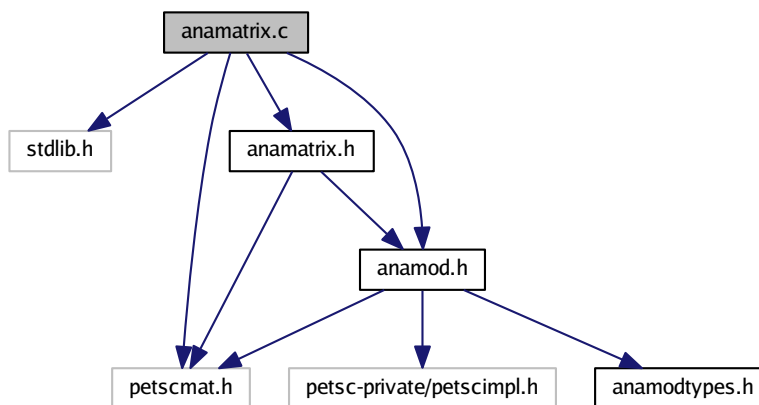 anamatrix.c
stdlib.h
anamatrix.h
anamod.h
petscmat.h
petsc-private/petscimpl.h
anamodtypes.h